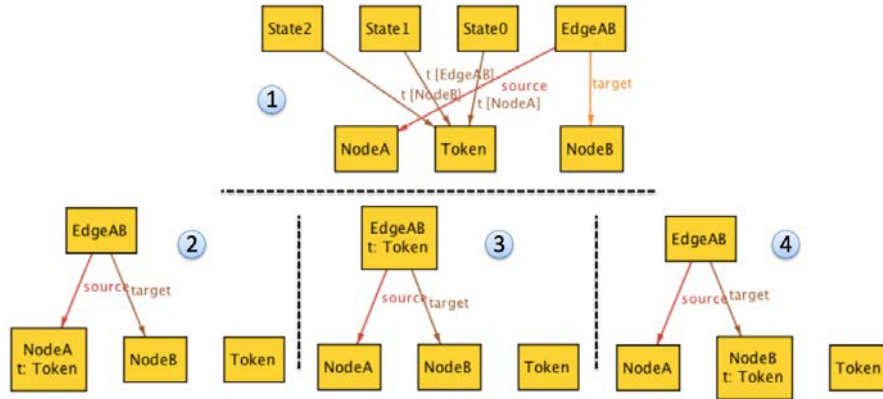 State2 State1 State0 EdgeAB
t [EdgeAB]
source
target
t [NodeB]
t [NodeA]
1
NodeA Token NodeB
EdgeAB
2
source
target
NodeA
t: Token
NodeB
Token
EdgeAB
t: Token
3
source
target
NodeA
NodeB
Token
EdgeAB
4
source
target
NodeA
NodeB
t: Token
Token